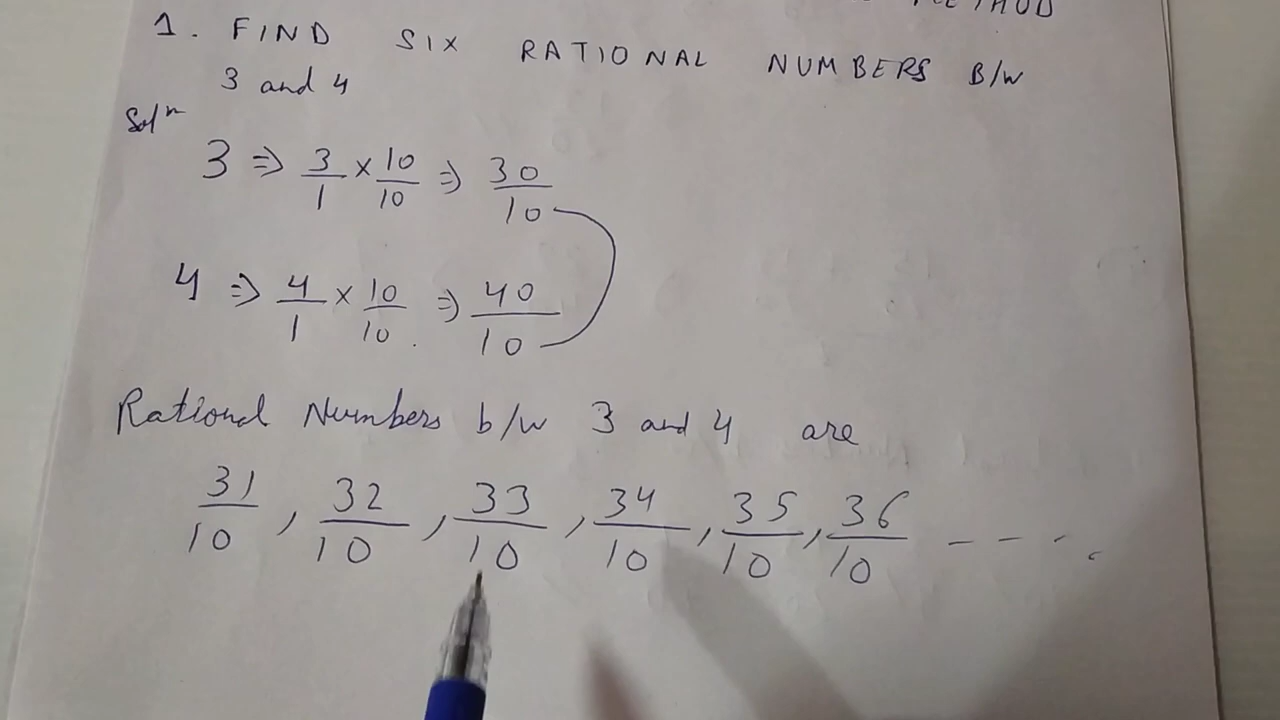 METHOD
1. FIND SIX RATIONAL NUMBERS B/W
3 and 4
Solⁿ
3 ⇒ 3/1 × 10/10 ⇒ 30/10
4 ⇒ 4/1 × 10/10 ⇒ 40/10
Rational Numbers b/w 3 and 4 are
31/10, 32/10, 33/10, 34/10, 35/10, 36/10 - - - .